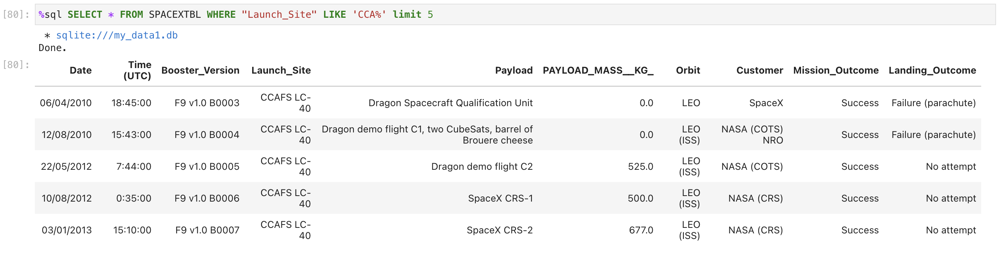 [80]: %sql SELECT * FROM SPACEXTBL WHERE "Launch_Site" LIKE 'CCA%' limit 5
* sqlite:///my_data1.db
Done.
[80]:
Date Time (UTC) Booster_Version Launch_Site Payload PAYLOAD_MASS__KG_ Orbit Customer Mission_Outcome Landing_Outcome
06/04/2010 18:45:00 F9 v1.0 B0003 CCAFS LC-40 Dragon Spacecraft Qualification Unit 0.0 LEO SpaceX Success Failure (parachute)
12/08/2010 15:43:00 F9 v1.0 B0004 CCAFS LC-40 Dragon demo flight C1, two CubeSats, barrel of Brouere cheese 0.0 LEO (ISS) NASA (COTS) NRO Success Failure (parachute)
22/05/2012 7:44:00 F9 v1.0 B0005 CCAFS LC-40 Dragon demo flight C2 525.0 LEO (ISS) NASA (COTS) Success No attempt
10/08/2012 0:35:00 F9 v1.0 B0006 CCAFS LC-40 SpaceX CRS-1 500.0 LEO (ISS) NASA (CRS) Success No attempt
03/01/2013 15:10:00 F9 v1.0 B0007 CCAFS LC-40 SpaceX CRS-2 677.0 LEO (ISS) NASA (CRS) Success No attempt